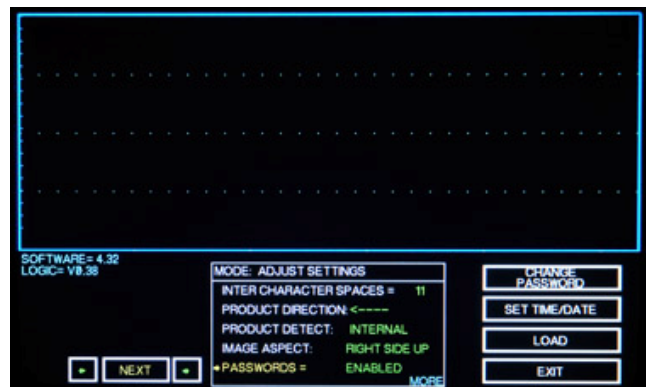 SOFTWARE= 4.32
LOGIC= V0.38
MODE: ADJUST SETTINGS
INTER CHARACTER SPACES = 11
PRODUCT DIRECTION: <----
PRODUCT DETECT: INTERNAL
IMAGE ASPECT: RIGHT SIDE UP
PASSWORDS = ENABLED
MORE
NEXT
CHANGE
PASSWORD
SET TIME/DATE
LOAD
EXIT